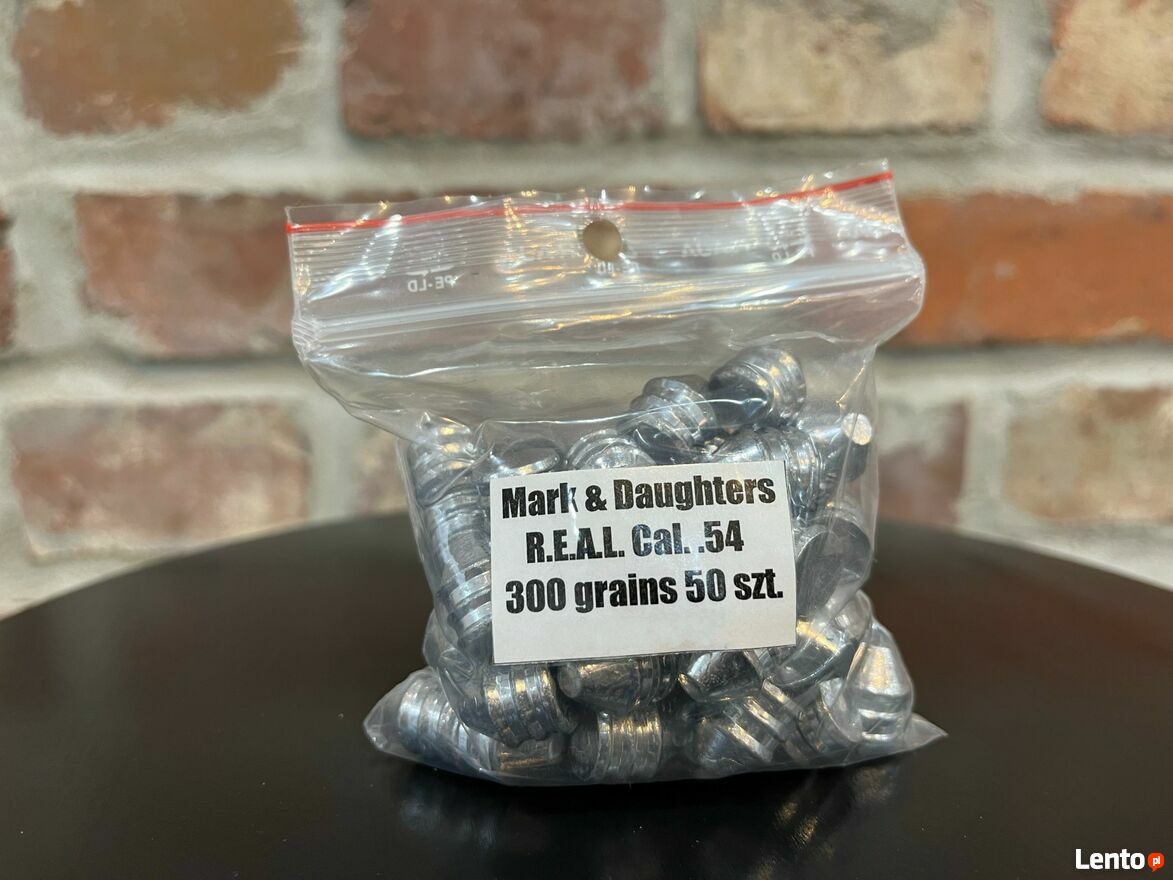 PE-LD
Mark & Daughters
R.E.A.L. Cal. .54
300 grains 50 szt.
Lento pl